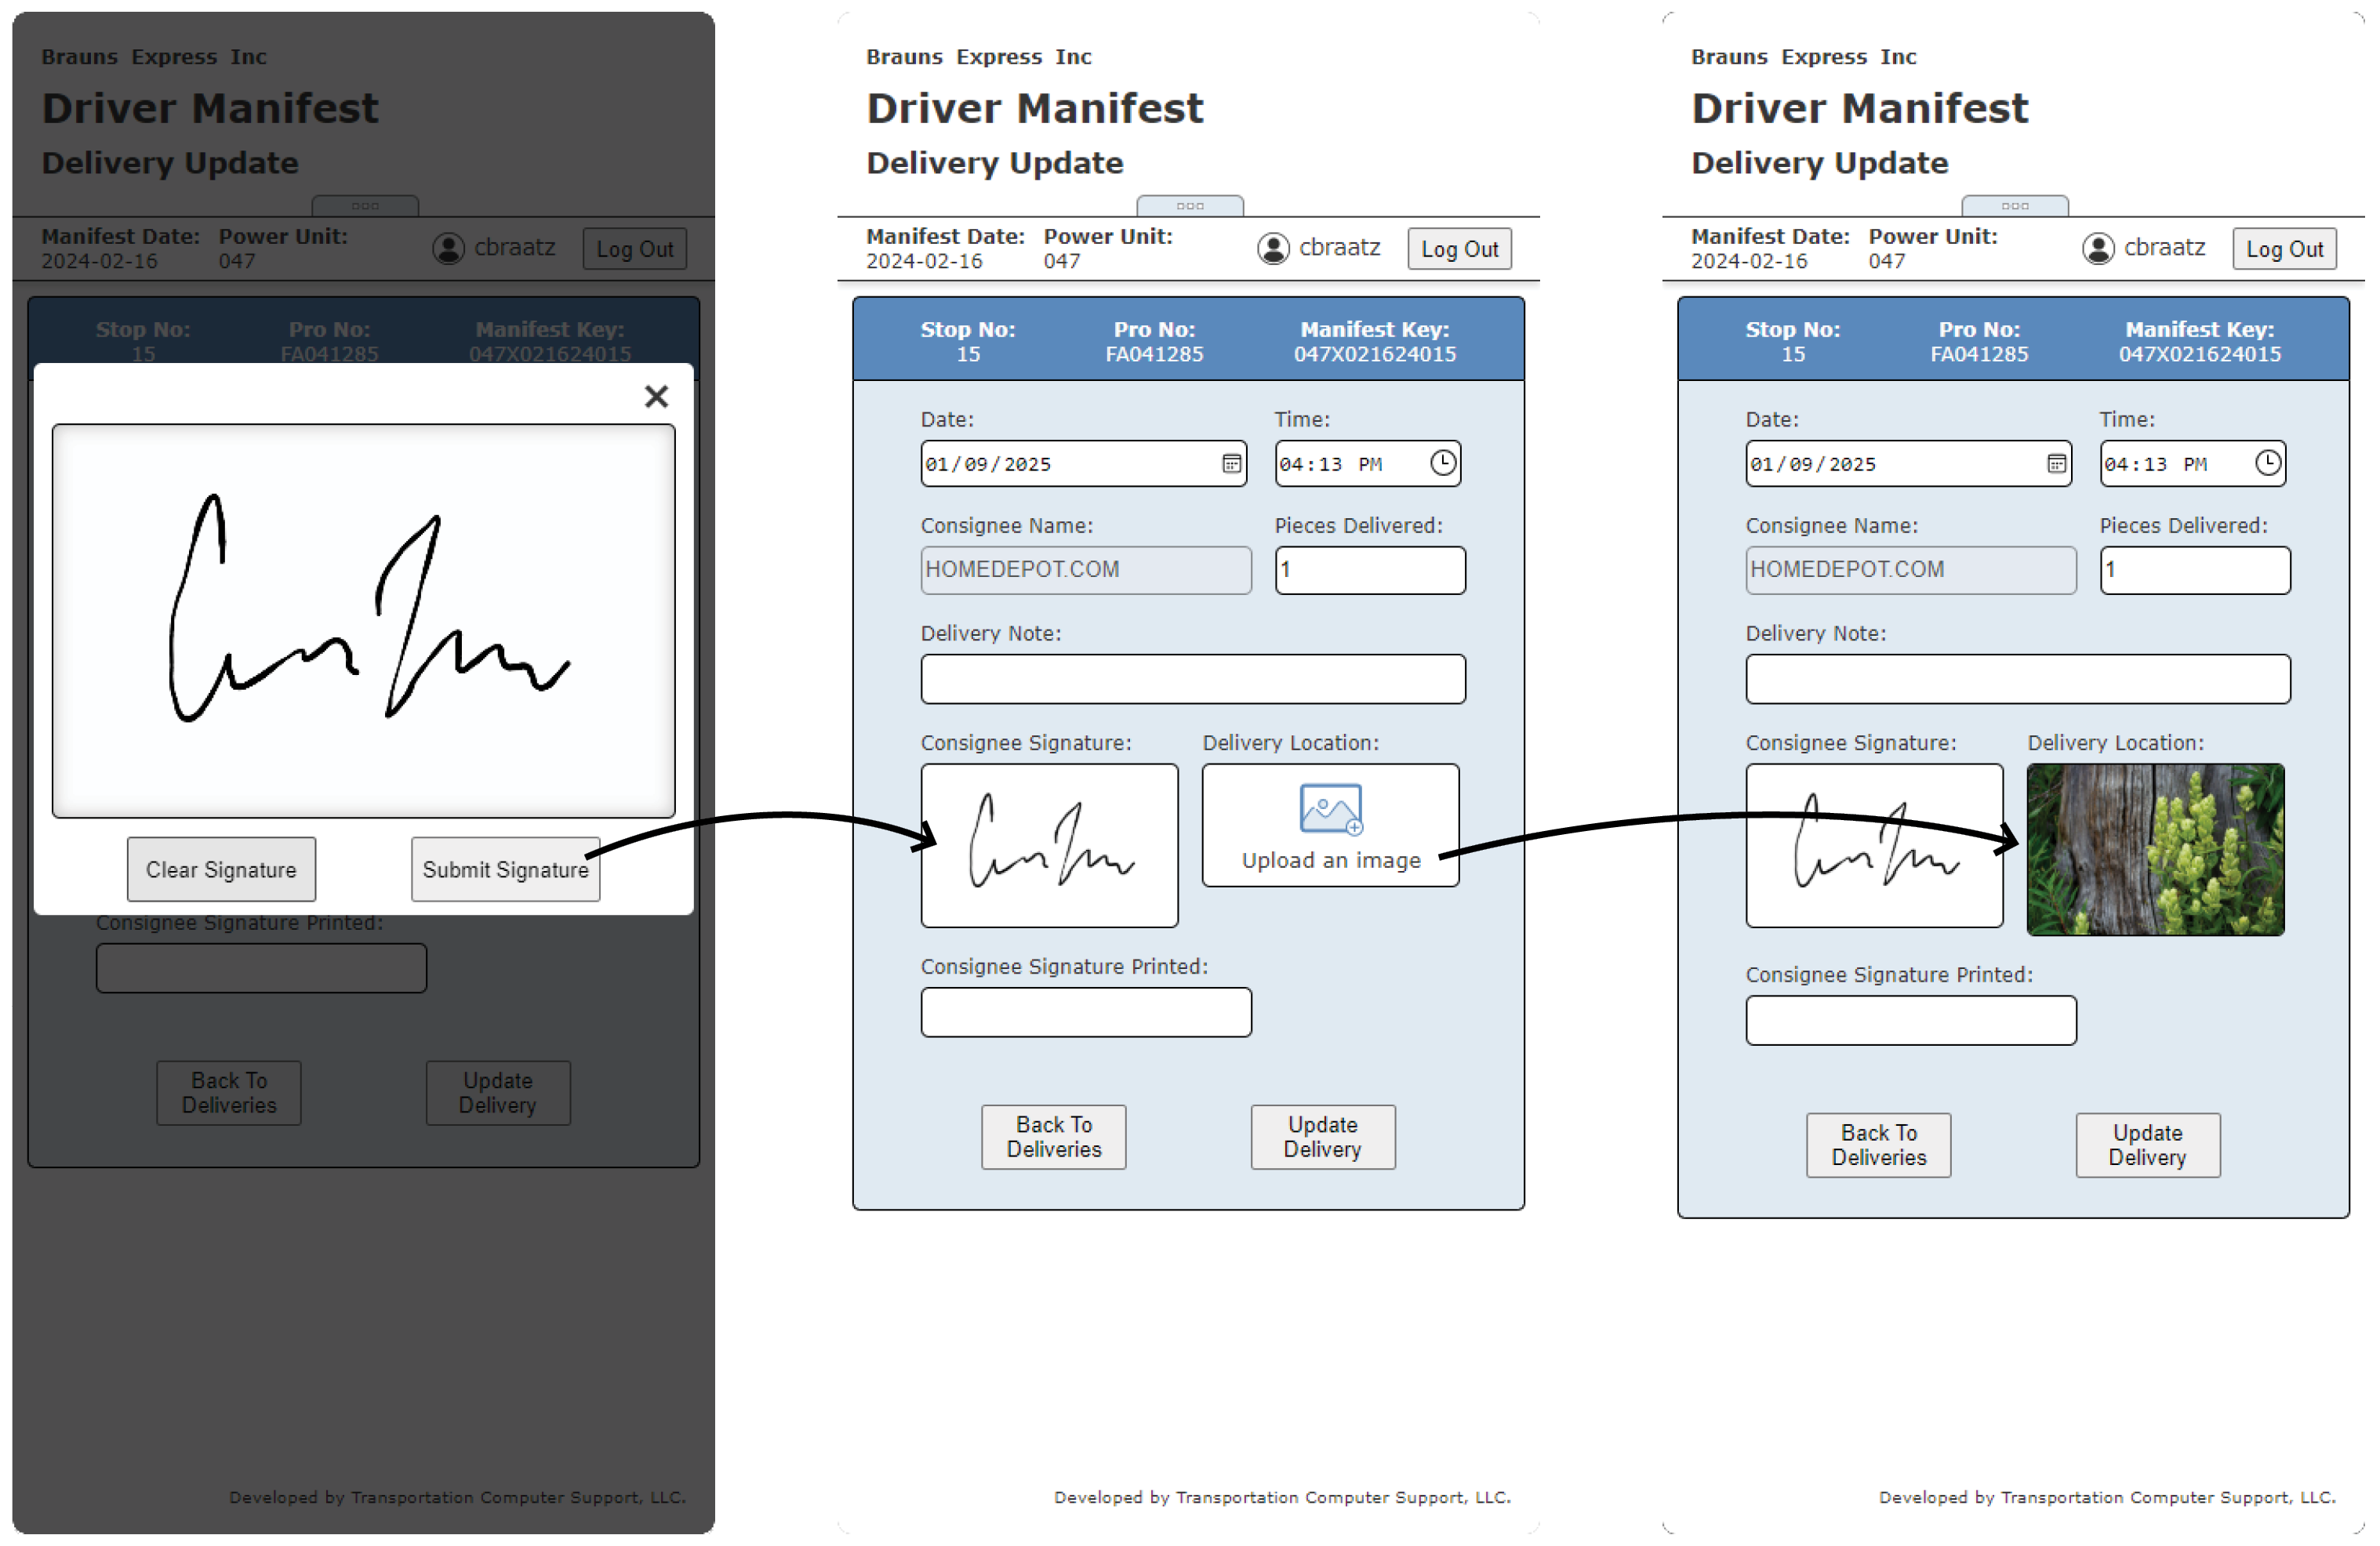 Brauns Express Inc
Driver Manifest
Delivery Update
Manifest Date: Power Unit:
2024-02-16 047
cbraatz
Log Out
Stop No: Pro No: Manifest Key:
15 FA041285 047X021624015
Clear Signature Submit Signature
Consignee Signature Printed:
Back To Deliveries
Update Delivery
Developed by Transportation Computer Support, LLC.
Brauns Express Inc
Driver Manifest
Delivery Update
Manifest Date: Power Unit:
2024-02-16 047
cbraatz
Log Out
Stop No: Pro No: Manifest Key:
15 FA041285 047X021624015
Date: Time:
01/09/2025 04:13 PM
Consignee Name: Pieces Delivered:
HOMEDEPOT.COM 1
Delivery Note:
Consignee Signature: Delivery Location:
Upload an image
Consignee Signature Printed:
Back To Deliveries
Update Delivery
Developed by Transportation Computer Support, LLC.
Brauns Express Inc
Driver Manifest
Delivery Update
Manifest Date: Power Unit:
2024-02-16 047
cbraatz
Log Out
Stop No: Pro No: Manifest Key:
15 FA041285 047X021624015
Date: Time:
01/09/2025 04:13 PM
Consignee Name: Pieces Delivered:
HOMEDEPOT.COM 1
Delivery Note:
Consignee Signature: Delivery Location:
Consignee Signature Printed:
Back To Deliveries
Update Delivery
Developed by Transportation Computer Support, LLC.